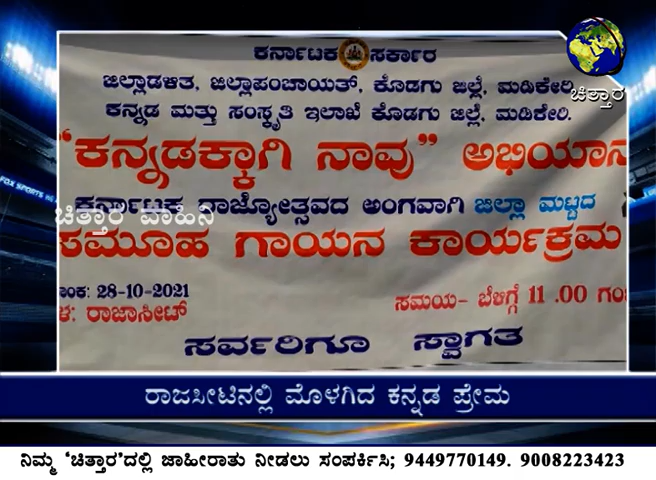 ಕರ್ನಾಟಕ ಸರ್ಕಾರ
ಜಿಲ್ಲಾಡಳಿತ, ಜಿಲ್ಲಾಪಂಚಾಯತ್, ಕೊಡಗು ಜಿಲ್ಲೆ, ಮಡಿಕೇರಿ
ಚಿತ್ತಾರ
ಕನ್ನಡ ಮತ್ತು ಸಂಸ್ಕೃತಿ ಇಲಾಖೆ ಕೊಡಗು ಜಿಲ್ಲೆ, ಮಡಿಕೇರಿ.
"ಕನ್ನಡಕ್ಕಾಗಿ ನಾವು" ಅಭಿಯಾನ
ಕರ್ನಾಟಕ ರಾಜ್ಯೋತ್ಸವದ ಅಂಗವಾಗಿ ಜಿಲ್ಲಾ ಮಟ್ಟದ
ಚಿತ್ತಾರ ವಾಹಿನಿ
ಸಮೂಹ ಗಾಯನ ಕಾರ್ಯಕ್ರಮ
ಾಂಕ: 28-10-2021 ಸಮಯ- ಬೆಳಿಗ್ಗೆ 11 .00 ಗಂ
ಳ: ರಾಜಾಸೀಟ್
ಸರ್ವರಿಗೂ ಸ್ವಾಗತ
ರಾಜಸೀಟಿನಲ್ಲಿ ಮೊಳಗಿದ ಕನ್ನಡ ಪ್ರೇಮ
ನಿಮ್ಮ 'ಚಿತ್ತಾರ'ದಲ್ಲಿ ಜಾಹೀರಾತು ನೀಡಲು ಸಂಪರ್ಕಿಸಿ; 9449770149. 9008223423